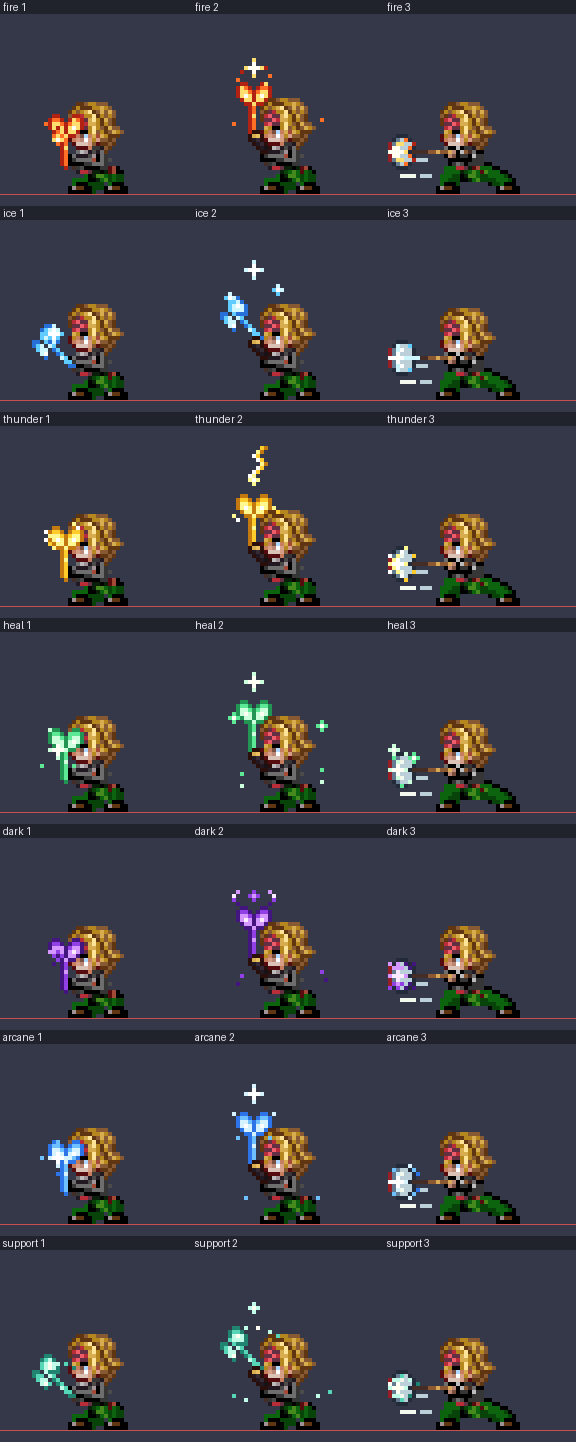 fire 1 fire 2 fire 3
ice 1 ice 2 ice 3
thunder 1 thunder 2 thunder 3
heal 1 heal 2 heal 3
dark 1 dark 2 dark 3
arcane 1 arcane 2 arcane 3
support 1 support 2 support 3